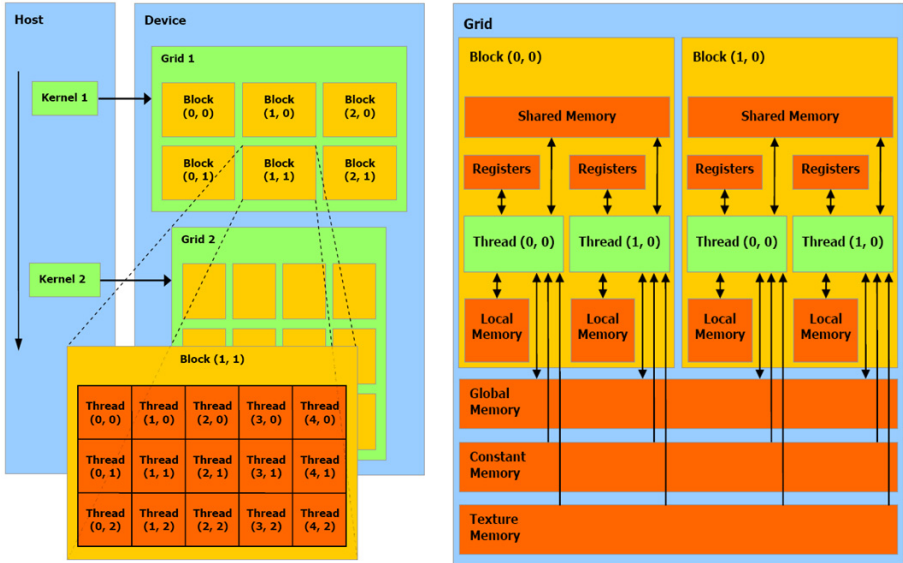 Host
Device
Grid 1
Kernel 1
Block
(0, 0)
Block
(1, 0)
Block
(2, 0)
Block
(0, 1)
Block
(1, 1)
Block
(2, 1)
Grid 2
Kernel 2
Block (1, 1)
Thread
(0, 0)
Thread
(1, 0)
Thread
(2, 0)
Thread
(3, 0)
Thread
(4, 0)
Thread
(0, 1)
Thread
(1, 1)
Thread
(2, 1)
Thread
(3, 1)
Thread
(4, 1)
Thread
(0, 2)
Thread
(1, 2)
Thread
(2, 2)
Thread
(3, 2)
Thread
(4, 2)
Grid
Block (0, 0)
Shared Memory
Registers
Registers
Thread (0, 0)
Thread (1, 0)
Local
Memory
Local
Memory
Block (1, 0)
Shared Memory
Registers
Registers
Thread (0, 0)
Thread (1, 0)
Local
Memory
Local
Memory
Global
Memory
Constant
Memory
Texture
Memory